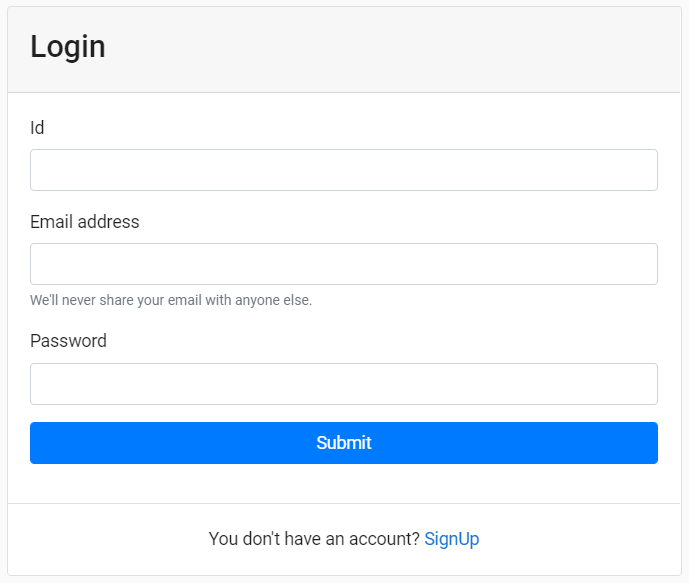 Login
Id
Email address
We'll never share your email with anyone else.
Password
Submit
You don't have an account? SignUp